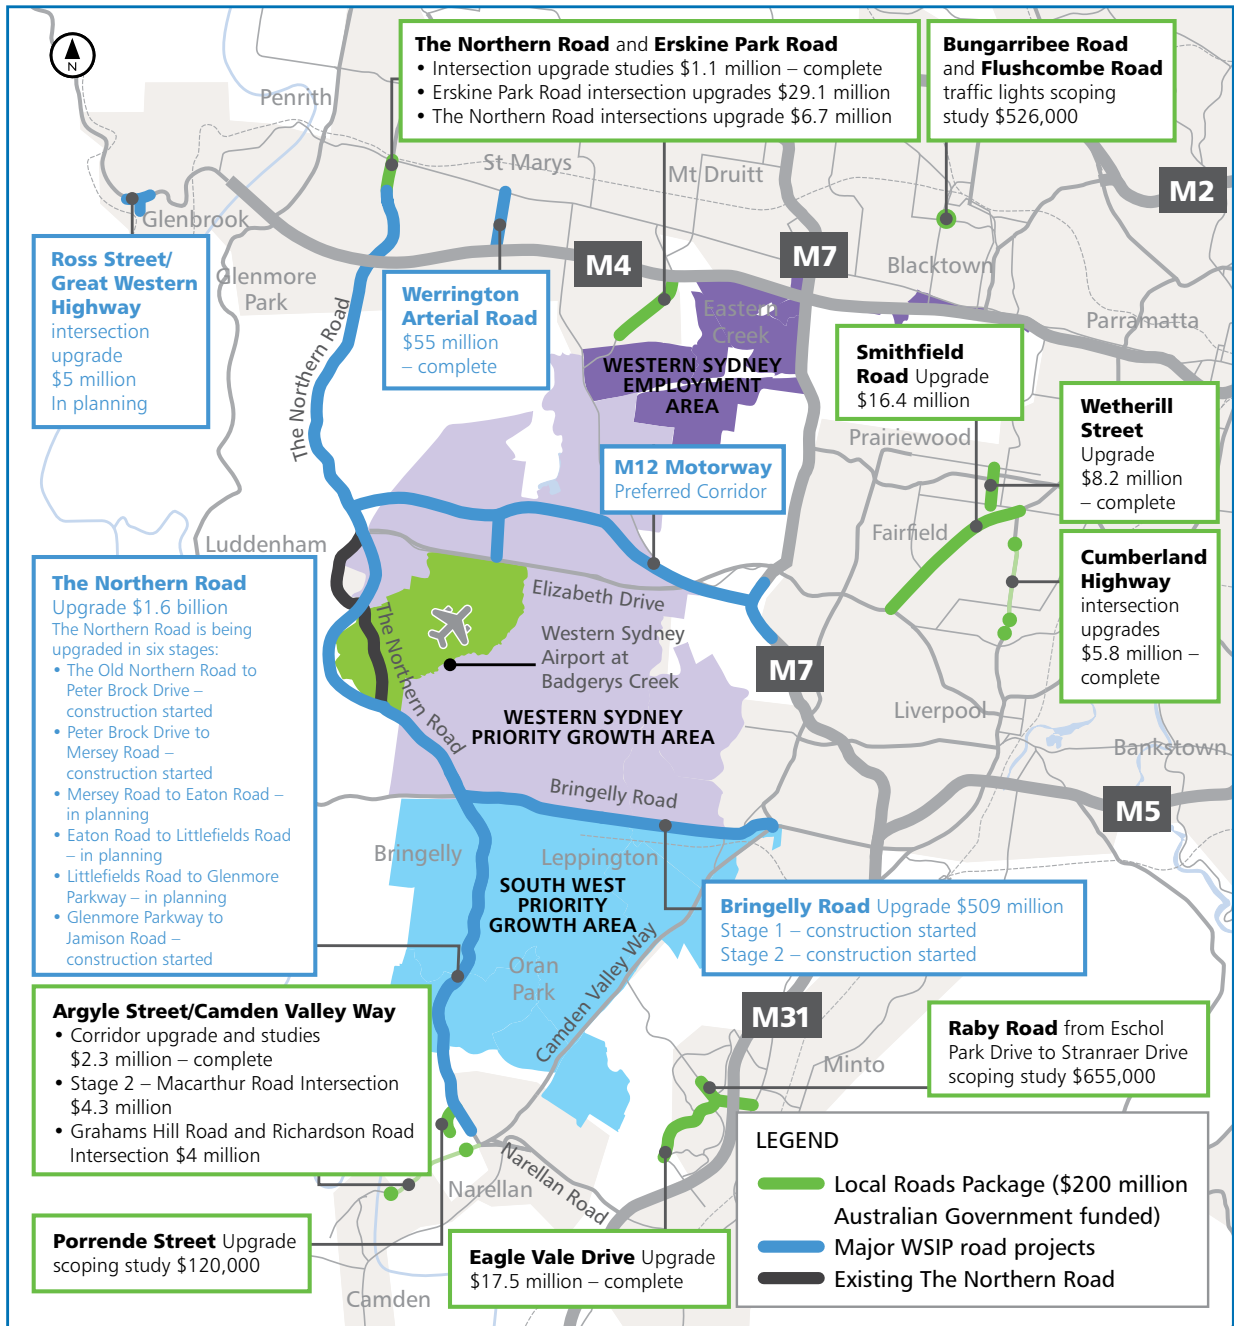 N
The Northern Road and Erskine Park Road
• Intersection upgrade studies $1.1 million – complete
• Erskine Park Road intersection upgrades $29.1 million
• The Northern Road intersections upgrade $6.7 million
Bungarribee Road
and Flushcombe Road
traffic lights scoping
study $526,000
Penrith
St Marys
Mt Druitt
M2
Glenbrook
Ross Street/
Great Western
Highway
intersection
upgrade
$5 million
In planning
Glenmore
Park
The Northern Road
Werrington
Arterial Road
$55 million
– complete
M4
M7
Blacktown
Eastern
Creek
Parramatta
WESTERN SYDNEY
EMPLOYMENT
AREA
Smithfield
Road Upgrade
$16.4 million
Wetherill
Street
Upgrade
$8.2 million
– complete
Prairiewood
M12 Motorway
Preferred Corridor
Fairfield
Luddenham
Cumberland
Highway
intersection
upgrades
$5.8 million –
complete
The Northern Road
Upgrade $1.6 billion
The Northern Road is being
upgraded in six stages:
• The Old Northern Road to
Peter Brock Drive –
construction started
• Peter Brock Drive to
Mersey Road –
construction started
• Mersey Road to Eaton Road –
in planning
• Eaton Road to Littlefields Road
– in planning
• Littlefields Road to Glenmore
Parkway – in planning
• Glenmore Parkway to
Jamison Road –
construction started
Elizabeth Drive
The Northern Road
Western Sydney
Airport at
Badgerys Creek
M7
WESTERN SYDNEY
PRIORITY GROWTH AREA
Liverpool
Bankstown
Bringelly Road
M5
Bringelly
Leppington
SOUTH WEST
PRIORITY
GROWTH AREA
Bringelly Road Upgrade $509 million
Stage 1 – construction started
Stage 2 – construction started
Oran
Park
Camden Valley Way
Argyle Street/Camden Valley Way
• Corridor upgrade and studies
$2.3 million – complete
• Stage 2 – Macarthur Road Intersection
$4.3 million
• Grahams Hill Road and Richardson Road
Intersection $4 million
M31
Minto
Raby Road from Eschol
Park Drive to Stranraer Drive
scoping study $655,000
Narellan Road
Narellan
Porrende Street Upgrade
scoping study $120,000
Camden
Eagle Vale Drive Upgrade
$17.5 million – complete
LEGEND
Local Roads Package ($200 million
Australian Government funded)
Major WSIP road projects
Existing The Northern Road